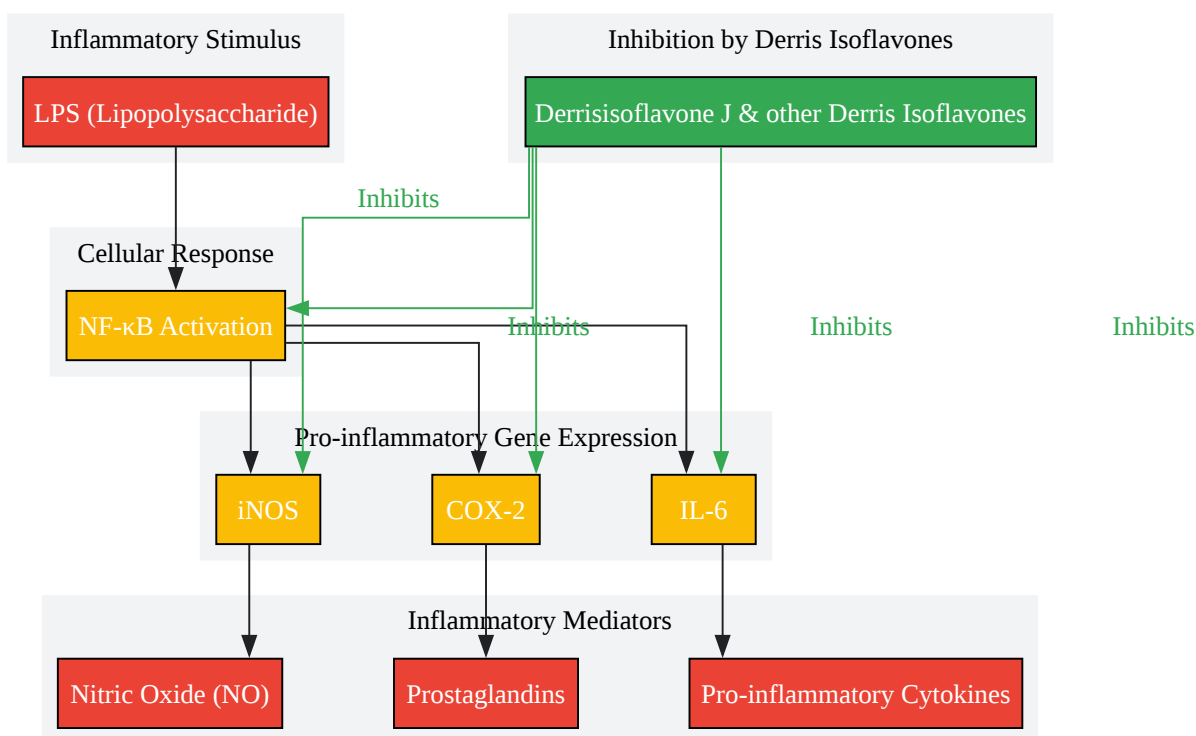 Inflammatory Stimulus
Inhibition by Derris Isoflavones
LPS (Lipopolysaccharide)
Derrisisoflavone J & other Derris Isoflavones
Inhibits
Cellular Response
NF-κB Activation
Inhibits
Inhibits
Inhibits
Pro-inflammatory Gene Expression
iNOS
COX-2
IL-6
Inflammatory Mediators
Nitric Oxide (NO)
Prostaglandins
Pro-inflammatory Cytokines